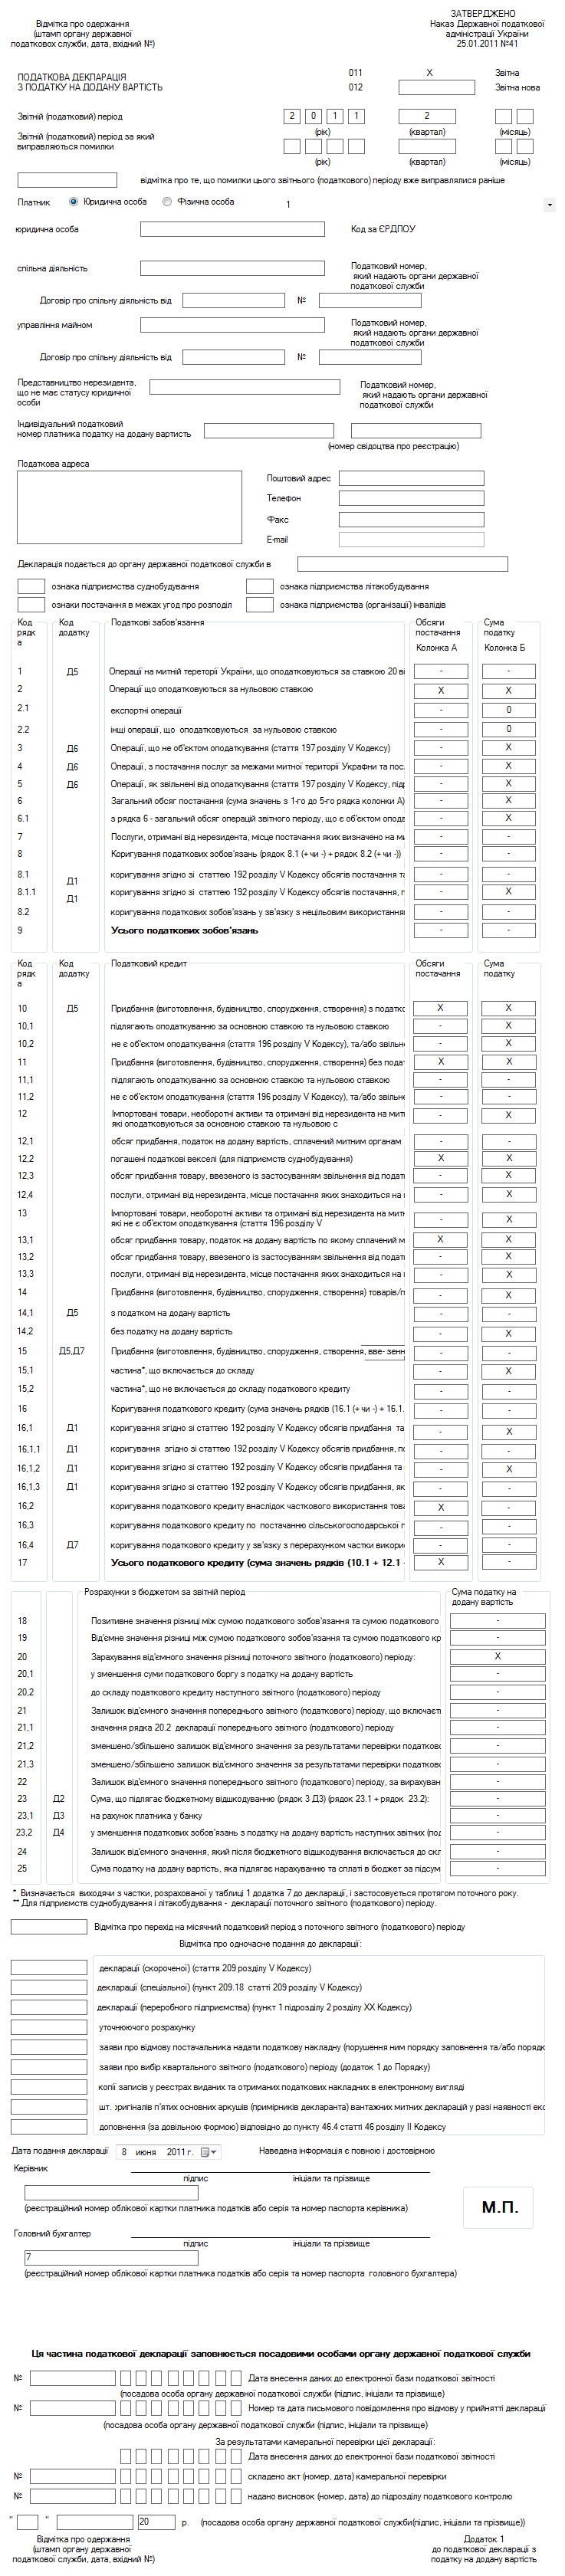 ЗАТВЕРДЖЕНО
Відмітка про одержання
(штамп органу державної
податкових служби, дата, вхідний №)
Наказ Державної податкової
адміністрації України
25.01.2011 №41
ПОДАТКОВА ДЕКЛАРАЦІЯ
З ПОДАТКУ НА ДОДАНУ ВАРТІСТЬ
011 X Звітна
012 Звітна нова
Звітній (податковий) період 2 0 1 1 2
(рік) (квартал) (місяць)
Звітній (податковий) період за який
виправляються помилки
(рік) (квартал) (місяць)
відмітка про те, що помилки цього звітнього (податкового) періоду вже виправлялися раніше
Платник Юридична особа Фізична особа 1
юридична особа Код за ЄРДПОУ
спільна діяльність Податковий номер,
який надають органи державної
податкової служби
Договір про спільну діяльність від №
управління майном Податковий номер,
який надають органи державної
податкової служби
Договір про спільну діяльність від №
Представництво нерезидента,
що не має статусу юридичної
особи
Податковий номер,
який надають органи державної
податкової служби
Індивідуальний податковий
номер платника податку на додану вартисть
(номер свідоцтва про реєстрацію)
Податкова адреса
Поштовий адрес
Телефон
Факс
E-mail
Декларація подається до органу державної податкової служби в
ознака підприємства суднобудування ознака підприємства літакобудування
ознаки постачання в межах угод про розподіл ознака підприємства (організації) інвалідів
Код рядк а Код додатку Податкові забов'язання Обсяги постачання Сума податку
Колонка А Колонка Б
1 Д5 Операції на митній тереторії України, що оподатковуються за ставкою 20 ві - -
2 Операції що оподатковуються за нульовою ставкою X X
2.1 експортні операції - 0
2.2 інщі операції, що оподатковуються за нульовою ставкою - 0
3 Д6 Операції, що не об'єктом оподаткування (стаття 197 розділу V Кодексу) - X
4 Д6 Операції, з постачання послуг за межами митної території Украфни та пос - X
5 Д6 Операції, як звільнені від оподаткування (стаття 197 розділу V Кодексу, під - X
6 Загальний обсяг постачання (сума значень з 1-го до 5-го рядка колонки А) - X
6.1 з рядка 6 - загальний обсяг операцій звітного періоду, що є об'єктом опода - X
7 Послуги, отримані від нерезидента, місце постачання яких визначено на ми - -
8 Коригування податкових зобов'язань (рядок 8.1 (+ чи -) + рядок 8.2 (+ чи -)) - -
8.1 Д1 коригування згідно зі статтею 192 розділу V Кодексу обсягів постачання та - -
8.1.1 Д1 коригування згідно зі статтею 192 розділу V Кодексу обсягів постачання, п - X
8.2 коригування податкових зобов'язань у зв'язку з нецільовим використання - -
9 Усього податкових зобов'язань - -
Код рядк а Код додатку Податковий кредит Обсяги постачання Сума податку
10 Д5 Придбання (виготовлення, будівництво, спорудження, створення) з податк X X
10,1 підлягають оподаткуванню за основною ставкою та нульовою ставкою - X
10,2 не є об'єктом оподаткування (стаття 196 розділу V Кодексу), та/або звільн - X
11 Придбання (виготовлення, будівництво, спорудження, створення) без подат X X
11,1 підлягають оподаткуванню за основною ставкою та нульовою ставкою - -
11,2 не є об'єктом оподаткування (стаття 196 розділу V Кодексу), та/або звільн - -
12 Імпортовані товари, необоротні активи та отримані від нерезидента на мит - X
які оподатковуються за основною ставкою та нульовою с
12,1 обсяг придбання, податок на додану вартість, сплачений митним органам - -
12,2 погашені податкові векселі (для підприємств суднобудування) X X
12,3 обсяг придбання товару, ввезеного із застосуванням звільнення від подат - X
12,4 послуги, отримані від нерезидента, місце постачання яких знаходиться на - X
13 Імпортовані товари, необоротні активи та отримані від нерезидента на мит - X
які не є об'єктом оподаткування (стаття 196 розділу V
13,1 обсяг придбання товару, податок на додану вартість по якому сплачений м X X
13,2 обсяг придбання товару, ввезеного із застосуванням звільнення від подат - X
13,3 послуги, отримані від нерезидента, місце постачання яких знаходиться на - X
14 Придбання (виготовлення, будівництво, спорудження, створення) товарів/п - X
14,1 Д5 з податком на додану вартість - -
14,2 без податку на додану вартість - X
15 Д5,Д7 Придбання (виготовлення, будівництво, спорудження, створення, вве- зенн - -
15,1 частина*, що включається до складу - X
15,2 частина*, що не включається до складу податкового кредиту - -
16 Коригування податкового кредиту (сума значень рядків (16.1 (+ чи -) + 16.1. - -
16,1 Д1 коригування згідно зі статтею 192 розділу V Кодексу обсягів придбання та - X
16,1,1 Д1 коригування згідно зі статтею 192 розділу V Кодексу обсягів придбання, по - -
16,1,2 Д1 коригування згідно зі статтею 192 розділу V Кодексу обсягів придбання та - X
16,1,3 Д1 коригування згідно зі статтею 192 розділу V Кодексу обсягів придбання, як - -
16,2 коригування податкового кредиту внаслідок часткового використання това X -
16,3 коригування податкового кредиту по постачанню сільськогосподарської п - -
16,4 Д7 коригування податкового кредиту у зв'язку з перерахунком частки викори - -
17 Усього податкового кредиту (сума значень рядків (10.1 + 12.1 X -
Розрахунки з бюджетом за звітній період Сума податку на додану вартість
18 Позитивне значення різниці між сумою податкового зобов'язання та сумою податкового -
19 Від'ємне значення різниці між сумою податкового зобов'язання та сумою податкового кр -
20 Зарахування від'ємного значення різниці поточного звітного (податкового) періоду: X
20,1 у зменшення суми податкового боргу з податку на додану вартість -
20,2 до складу податкового кредиту наступного звітного (податкового) періоду -
21 Залишок від'ємного значення попереднього звітного (податкового) періоду, що включаєт -
21,1 значення рядка 20.2 декларації попереднього звітного (податкового) періоду -
21,2 зменшено/збільшено залишок від'ємного значення за результатами перевірки податково -
21,3 зменшено/збільшено залишок від'ємного значення за результатами перевірки податково -
22 Залишок від'ємного значення попереднього звітного (податкового) періоду, за вирахуван -
23 Д2 Сума, що підлягає бюджетному відшкодуванню (рядок 3 Д3) (рядок 23.1 + рядок 23.2): -
23,1 Д3 на рахунок платника у банку -
23,2 Д4 у зменшення податкових зобов'язань з податку на додану вартість наступних звітних (под -
24 Залишок від'ємного значення, який після бюджетного відшкодування включається до скл -
25 Сума податку на додану вартість, яка підлягає нарахуванню та сплаті в бюджет за підсум -
* Визначається виходячи з частки, розрахованої у таблиці 1 додатка 7 до декларації, і застосовується протягом поточного року.
** Для підприємств суднобудування і літакобудування - декларації поточного звітного (податкового) періоду.
Відмітка про перехід на місячний податковий період з поточного звітного (податкового) періоду
Відмітка про одночасне подання до декларації:
декларації (скороченої) (стаття 209 розділу V Кодексу)
декларації (спеціальної) (пункт 209.18 статті 209 розділу V Кодексу)
декларації (переробного підприємства) (пункт 1 підрозділу 2 розділу XX Кодексу)
уточнюючого розрахунку
заяви про відмову постачальника надати податкову накладну (порушення ним порядку заповнення та/або порядк
заяви про вибір квартального звітного (податкового) періоду (додаток 1 до Порядку)
копії записів у реєстрах виданих та отриманих податкових накладних в електронному вигляді
шт. оригіналів п'ятих основних аркушів (примірників декларанта) вантажних митних декларацій у разі наявності екс
доповнення (за довільною формою) відповідно до пункту 46.4 статті 46 розділу II Кодексу
Дата подання декларації 8 июня 2011 г. Наведена інформація є повною і достовірною
Керівник
підпис ініціали та прізвище
(реєстраційний номер облікової картки платника податків або серія та номер паспорта керівника)
М.П.
Головний бухгалтер
підпис ініціали та прізвище
7
(реєстраційний номер облікової картки платника податків або серія та номер паспорта головного бухгалтера)
Ця частина податкової декларації заповнюється посадовими особами органу державної податкової служби
№ Дата внесення даних до електронної бази податкової звітності
(посадова особа органу державної податкової служби (підпис, ініціали та прізвище)
№ Номер та дата письмового повідомлення про відмову у прийнятті декларації
(посадова особа органу державної податкової служби (підпис, ініціали та прізвище)
За результатами камеральної перевірки цієї декларації:
Дата внесення даних до електронної бази податкової звітності
№ складено акт (номер, дата) камеральної перевірки
№ надано висновок (номер, дата) до підрозділу податкового контролю
" " 20 р. (посадова особа органу державної податкової служби(підпис, ініціали та прізвище))
Відмітка про одержання
(штамп органу державної
податкової служби, дата, вхідний №)
Додаток 1
до податкової декларації з
податку на додану вартість